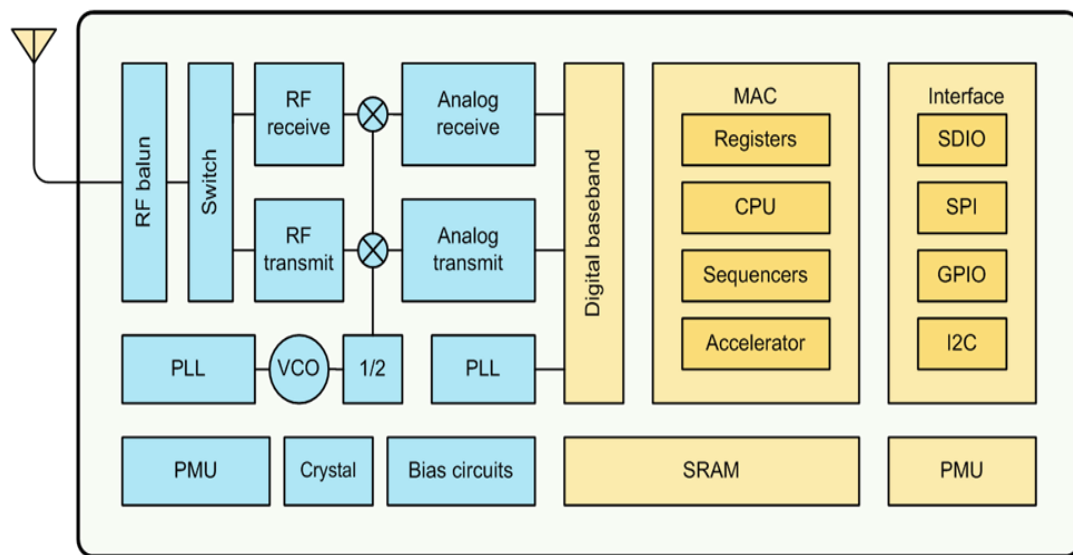 RF balun
Switch
RF
receive
Analog
receive
RF
transmit
Analog
transmit
PLL
VCO
1/2
PLL
Digital baseband
MAC
Registers
CPU
Sequencers
Accelerator
Interface
SDIO
SPI
GPIO
I2C
PMU
Crystal
Bias circuits
SRAM
PMU